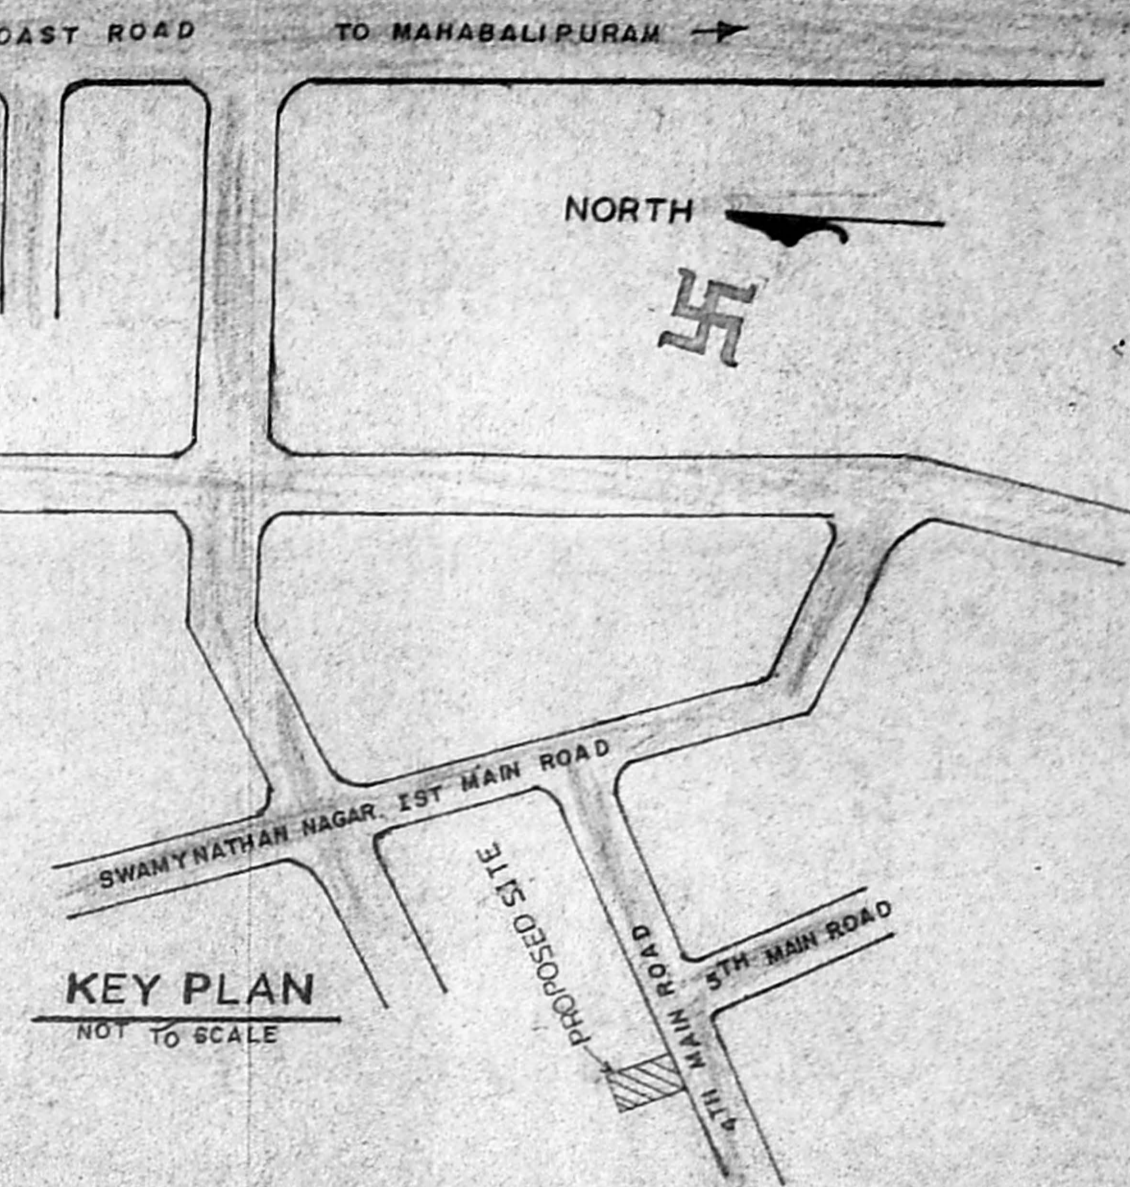 OAST ROAD
TO MAHABALIPURAM
NORTH
SWAMYNATHAN NAGAR. IST MAIN ROAD
PROPOSED SITE
4TH MAIN ROAD
5TH MAIN ROAD
KEY PLAN
NOT TO SCALE